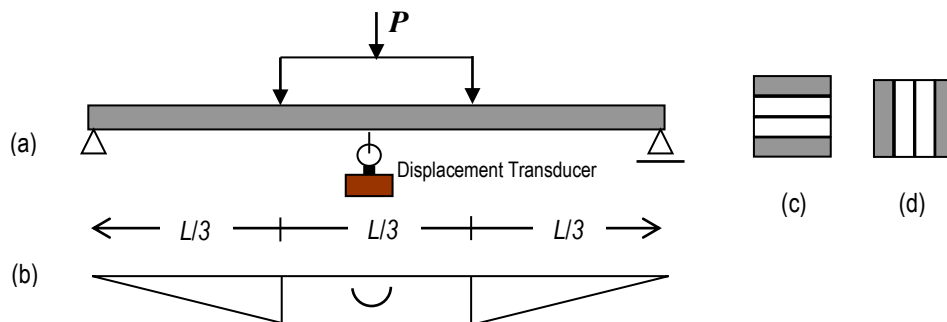 P
(a)
Displacement Transducer
(c)
(d)
L/3
L/3
L/3
(b)